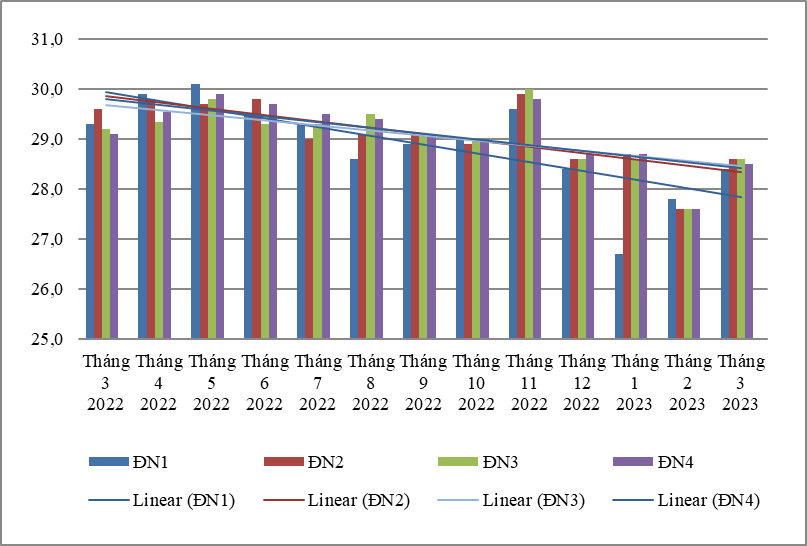 31,0
30,0
29,0
28,0
27,0
26,0
25,0
Tháng Tháng Tháng Tháng Tháng Tháng Tháng Tháng Tháng Tháng Tháng Tháng Tháng
3 4 5 6 7 8 9 10 11 12 1 2 3
2022 2022 2022 2022 2022 2022 2022 2022 2022 2022 2023 2023 2023
ĐN1 ĐN2 ĐN3 ĐN4
Linear (ĐN1) Linear (ĐN2) Linear (ĐN3) Linear (ĐN4)